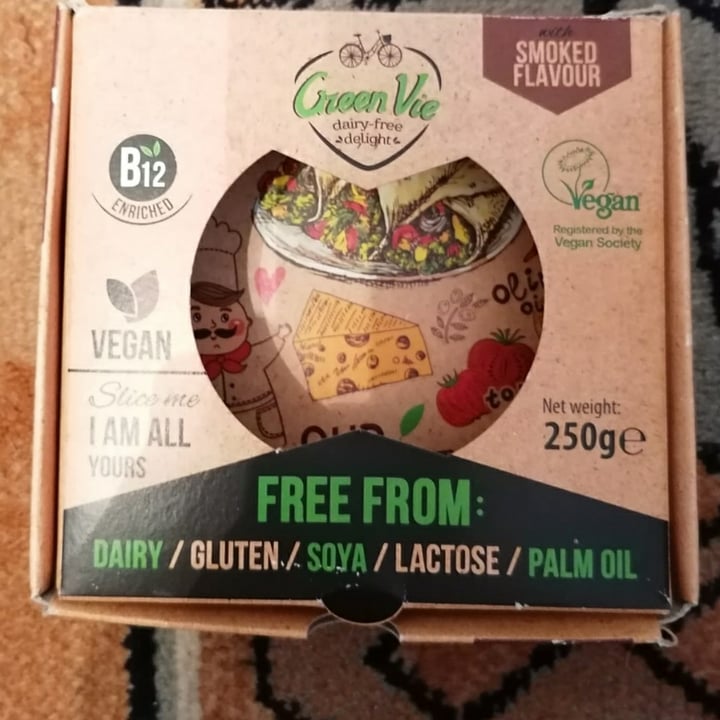 with
SMOKED
FLAVOUR
Green Vie
dairy-free
delight
B12
ENRICHED
Vegan
Registered by the
Vegan Society
VEGAN
Slice me
I AM ALL
YOURS
Net weight:
250g℮
OUR
FREE FROM:
DAIRY / GLUTEN / SOYA / LACTOSE / PALM OIL